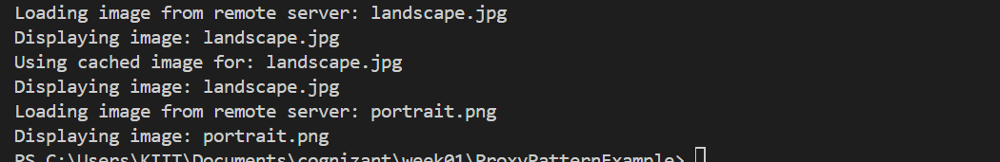 Loading image from remote server: landscape.jpg
Displaying image: landscape.jpg
Using cached image for: landscape.jpg
Displaying image: landscape.jpg
Loading image from remote server: portrait.png
Displaying image: portrait.png
PS C:\Users\KIIT\Documents\cognizant\week01\ProxyPatternExample>